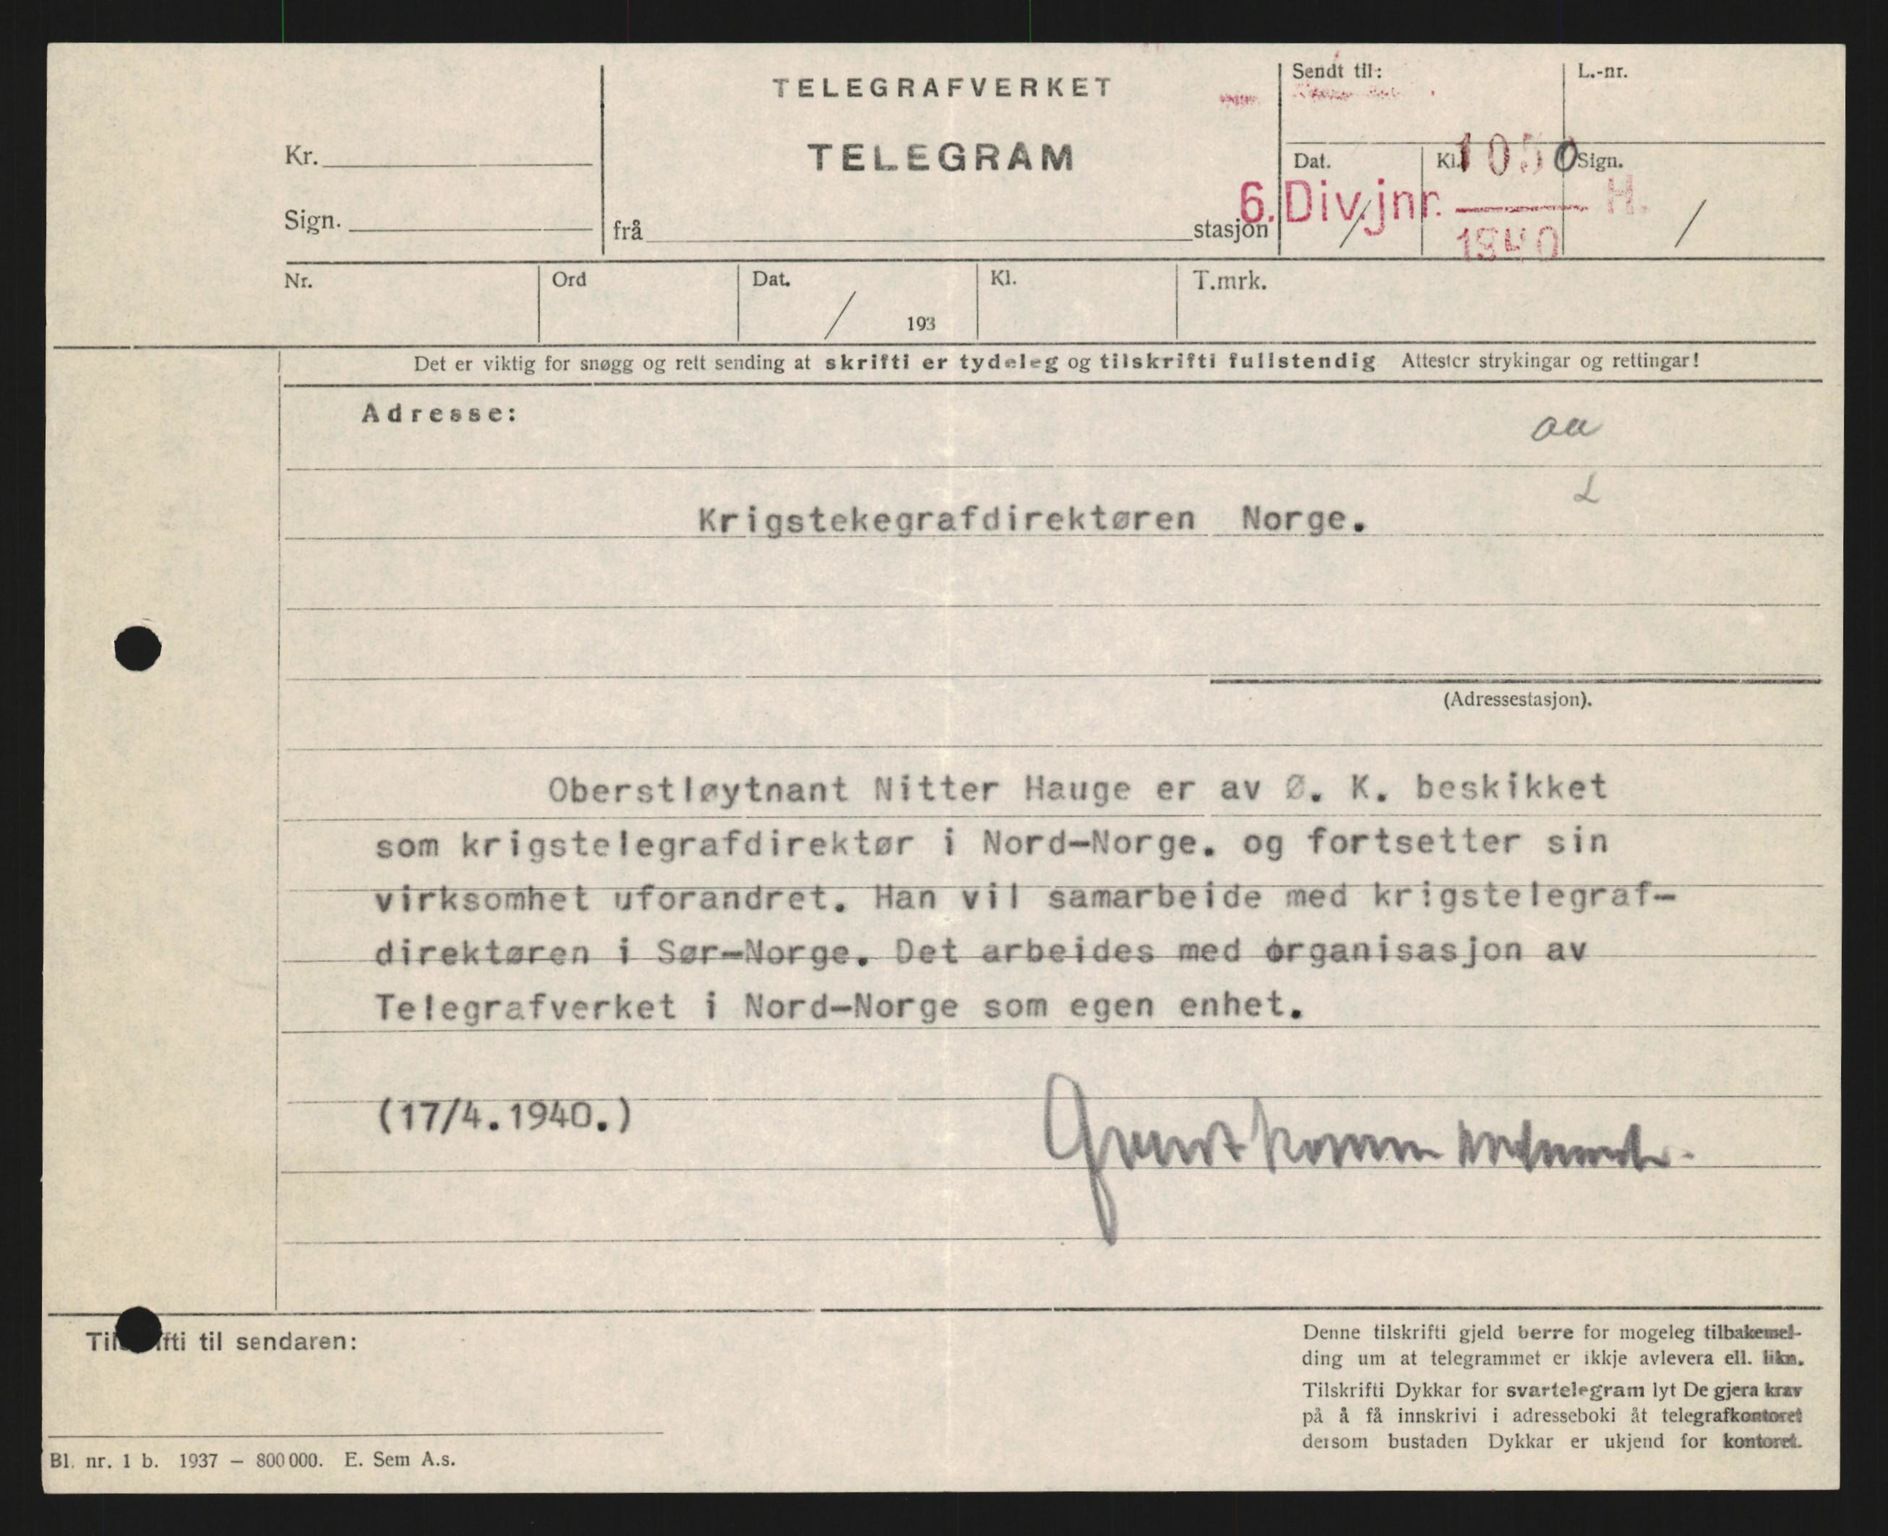 TELEGRAFVERKET
TELEGRAM
Kr.
Sign.
frå stasjon
Sendt til:
L.-nr.
Dat.
Kl.
Sign.
1050
6. Div.jnr. H.
1940
Nr.
Ord
Dat.
193
Kl.
T.mrk.
Det er viktig for snøgg og rett sending at skrifti er tydeleg og tilskrifti fullstendig Attester strykingar og rettingar!
Adresse:
Krigstekegrafdirektøren Norge.
(Adressestasjon).
Oberstløytnant Nitter Hauge er av Ø. K. beskikket
som krigstelegrafdirektør i Nord-Norge. og fortsetter sin
virksomhet uforandret. Han vil samarbeide med krigstelegraf-
direktøren i Sør-Norge. Det arbeides med organisasjon av
Telegrafverket i Nord-Norge som egen enhet.
(17/4.1940.)
Tilskrifti til sendaren:
Denne tilskrifti gjeld berre for mogeleg tilbakemel-
ding um at telegrammet er ikkje avlevera ell. likn.
Tilskrifti Dykkar for svartelegram lyt De gjera krav
på å få innskrivi i adresseboki åt telegrafkontoret
dersom bustaden Dykkar er ukjend for kontoret.
Bl. nr. 1 b. 1937 – 800 000. E. Sem A.s.